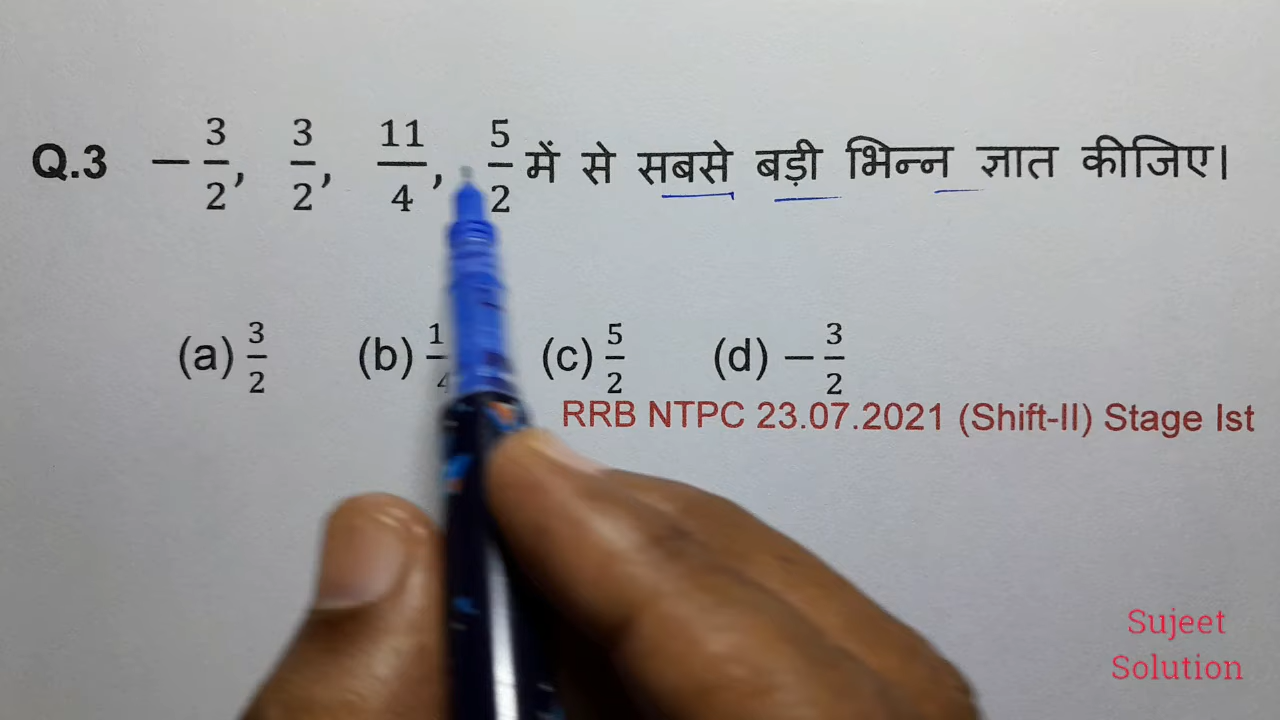 Q.3 −3/2, 3/2, 11/4, 5/2 में से सबसे बड़ी भिन्न ज्ञात कीजिए।
(a) 3/2 (b) (c) 5/2 (d) −3/2
RRB NTPC 23.07.2021 (Shift-II) Stage Ist
Sujeet
Solution